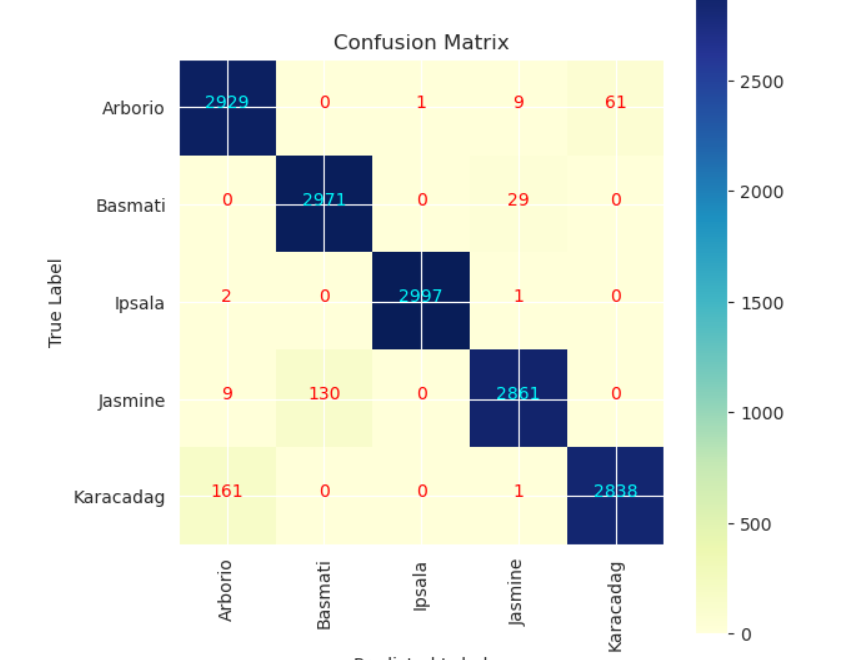 Confusion Matrix
Arborio 2929 0 1 9 61
Basmati 0 2971 0 29 0
Ipsala 2 0 2997 1 0
Jasmine 9 130 0 2861 0
Karacadag 161 0 0 1 2838
True Label
Arborio Basmati Ipsala Jasmine Karacadag
2500
2000
1500
1000
500
0